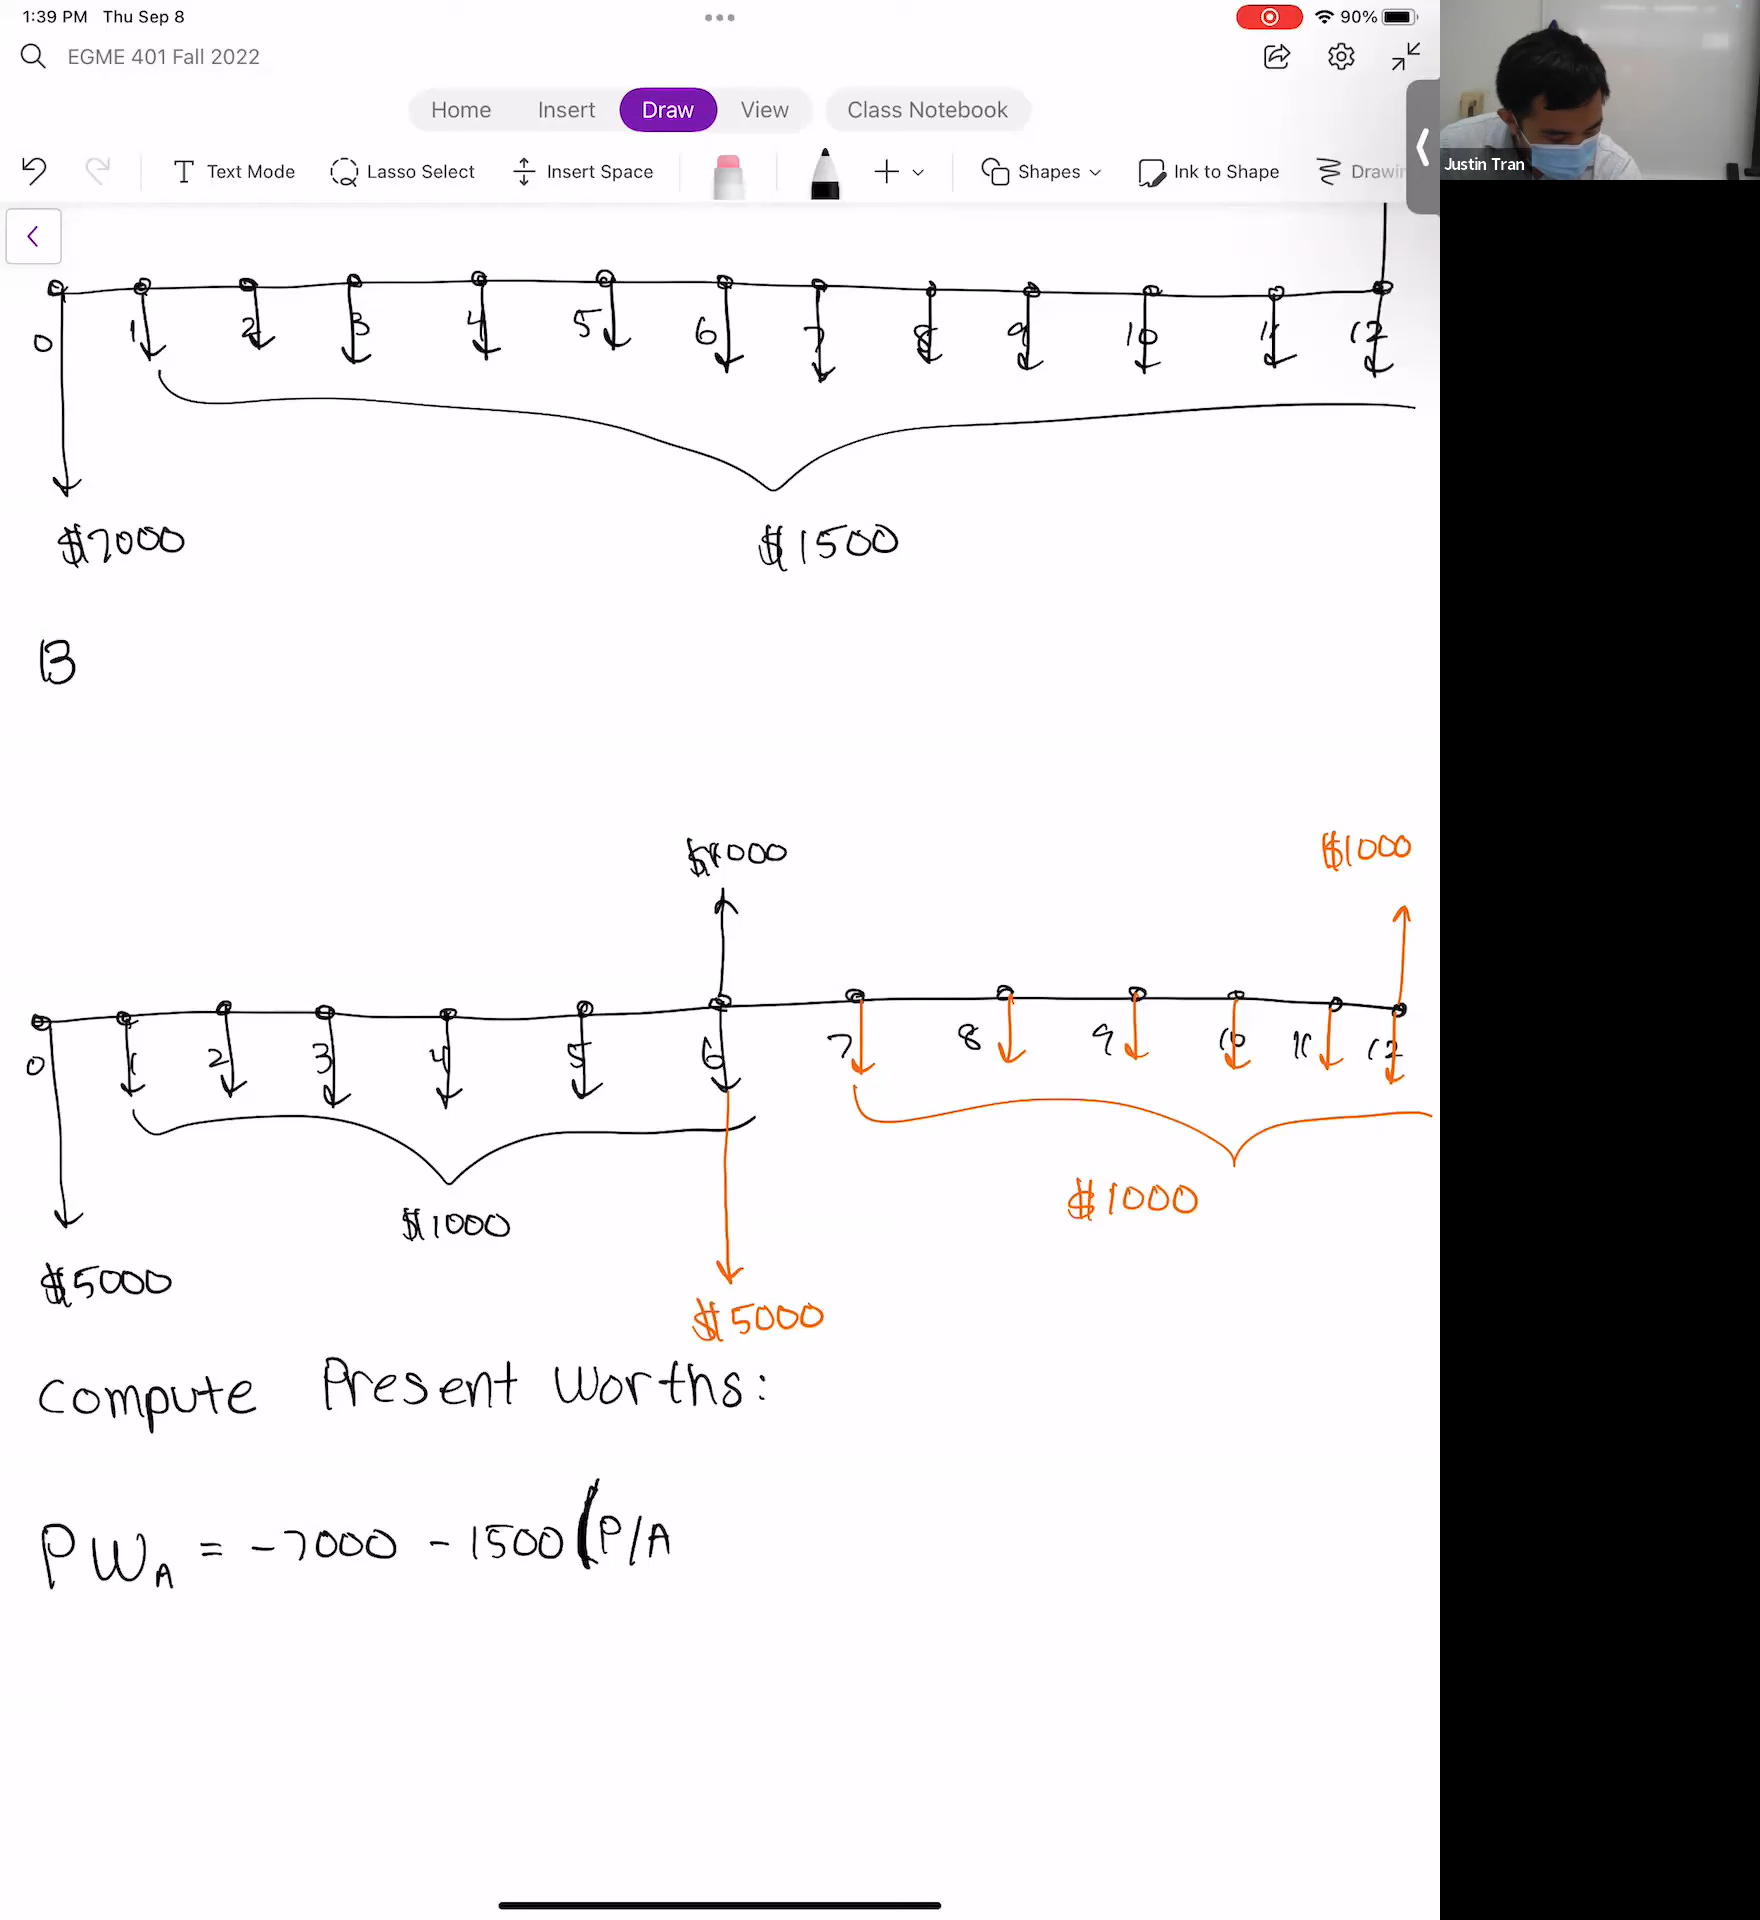 1:39 PM Thu Sep 8
90%
EGME 401 Fall 2022
Home Insert Draw View Class Notebook
Text Mode Lasso Select Insert Space Shapes Ink to Shape Drawi
Justin Tran
0 1 2 3 4 5 6 7 8 9 10 11 12
$7000 $1500
B
$1000 $1000
0 1 2 3 4 5 6 7 8 9 10 11 12
$1000 $1000
$5000 $5000
Compute Present Worths:
PWA = -7000 - 1500 (P/A